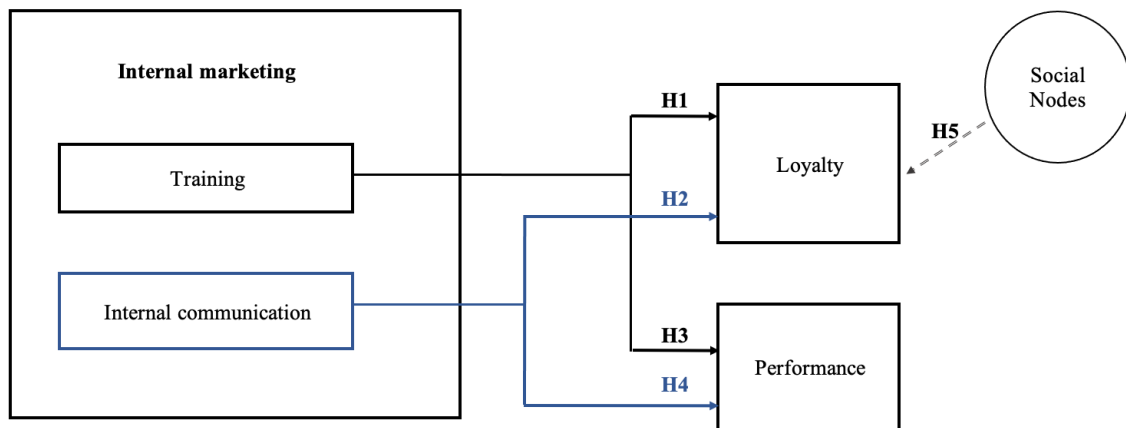 Internal marketing
Training
Internal communication
H1
H2
H3
H4
Loyalty
Performance
H5
Social
Nodes